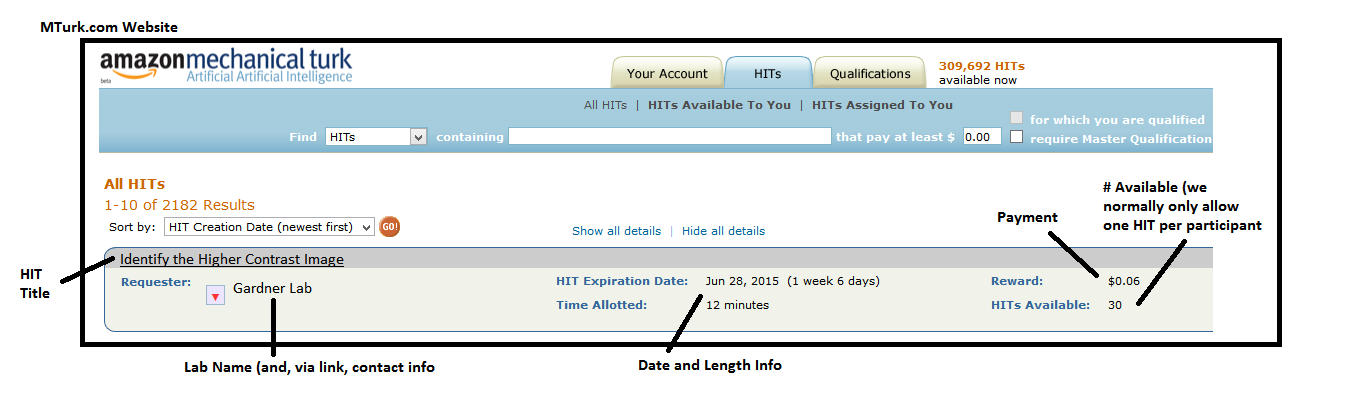 MTurk.com Website
amazonmechanical turk
beta
Artificial Artificial Intelligence
Your Account
HITs
Qualifications
309,692 HITs
available now
All HITs | HITs Available To You | HITs Assigned To You
for which you are qualified
Find HITs containing that pay at least $ 0.00 require Master Qualification
All HITs
1-10 of 2182 Results
Sort by: HIT Creation Date (newest first) GO!
Show all details | Hide all details
# Available (we
normally only allow
one HIT per participant
Payment
HIT
Title
Identify the Higher Contrast Image
Requester: Gardner Lab
HIT Expiration Date: Jun 28, 2015 (1 week 6 days)
Reward: $0.06
Time Allotted: 12 minutes
HITs Available: 30
Lab Name (and, via link, contact info
Date and Length Info